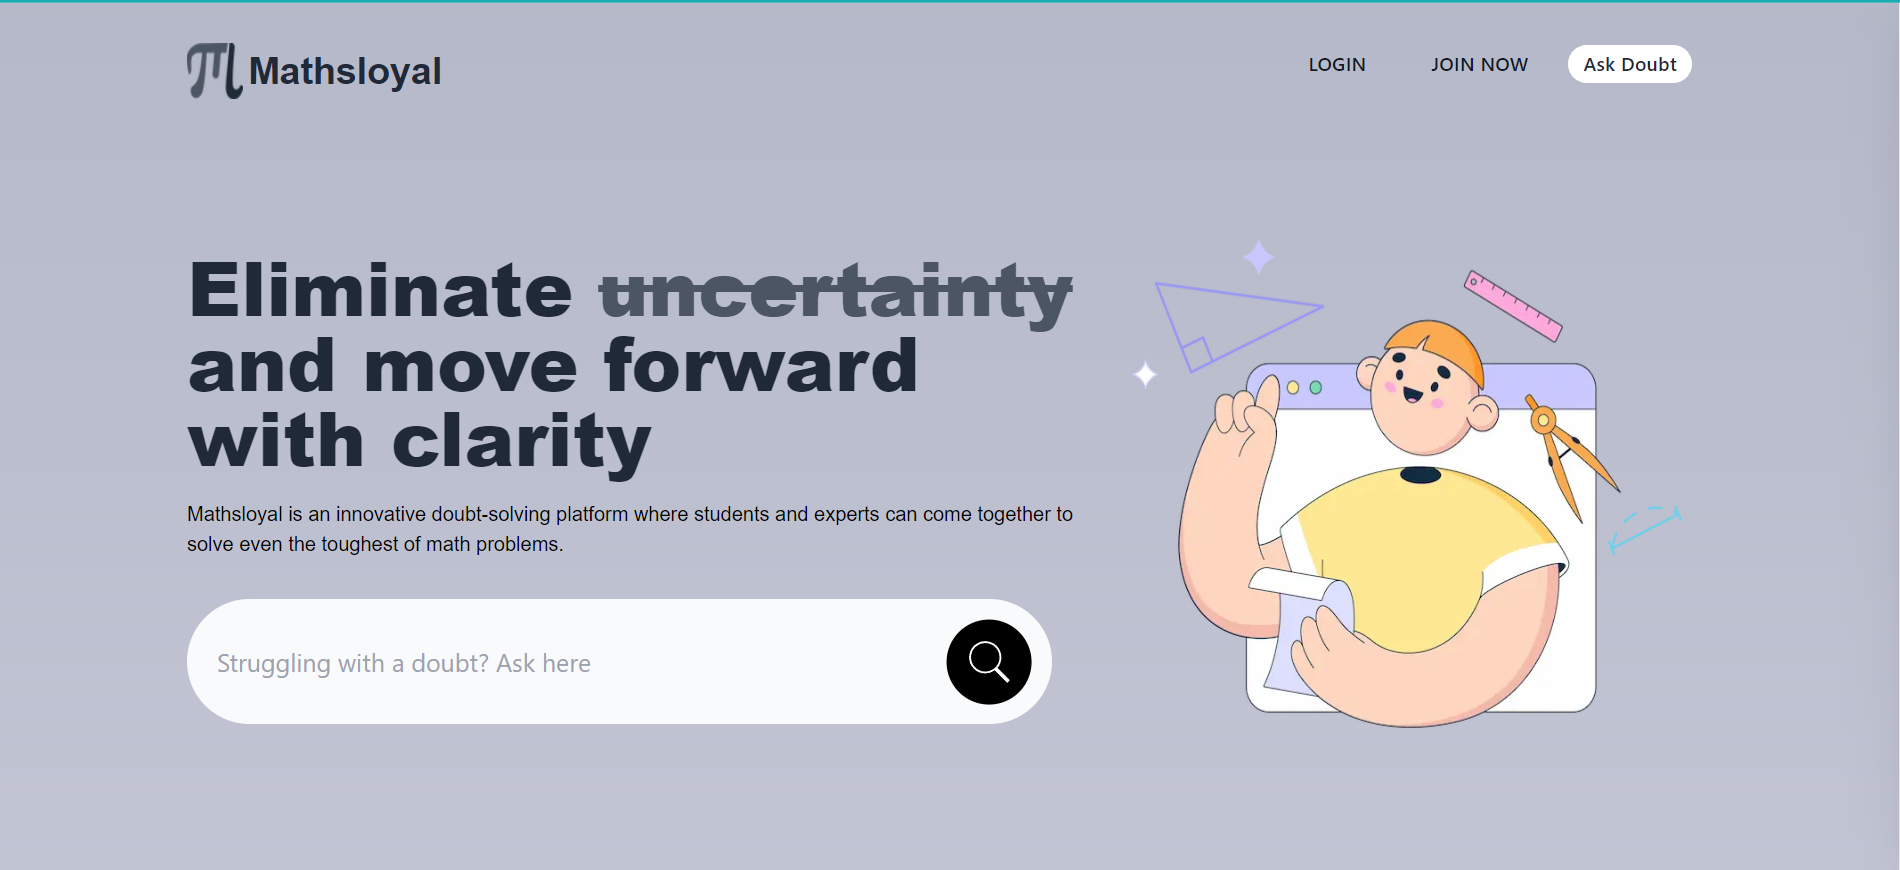 Mathsloyal
LOGIN
JOIN NOW
Ask Doubt
Eliminate uncertainty
and move forward
with clarity
Mathsloyal is an innovative doubt-solving platform where students and experts can come together to
solve even the toughest of math problems.
Struggling with a doubt? Ask here